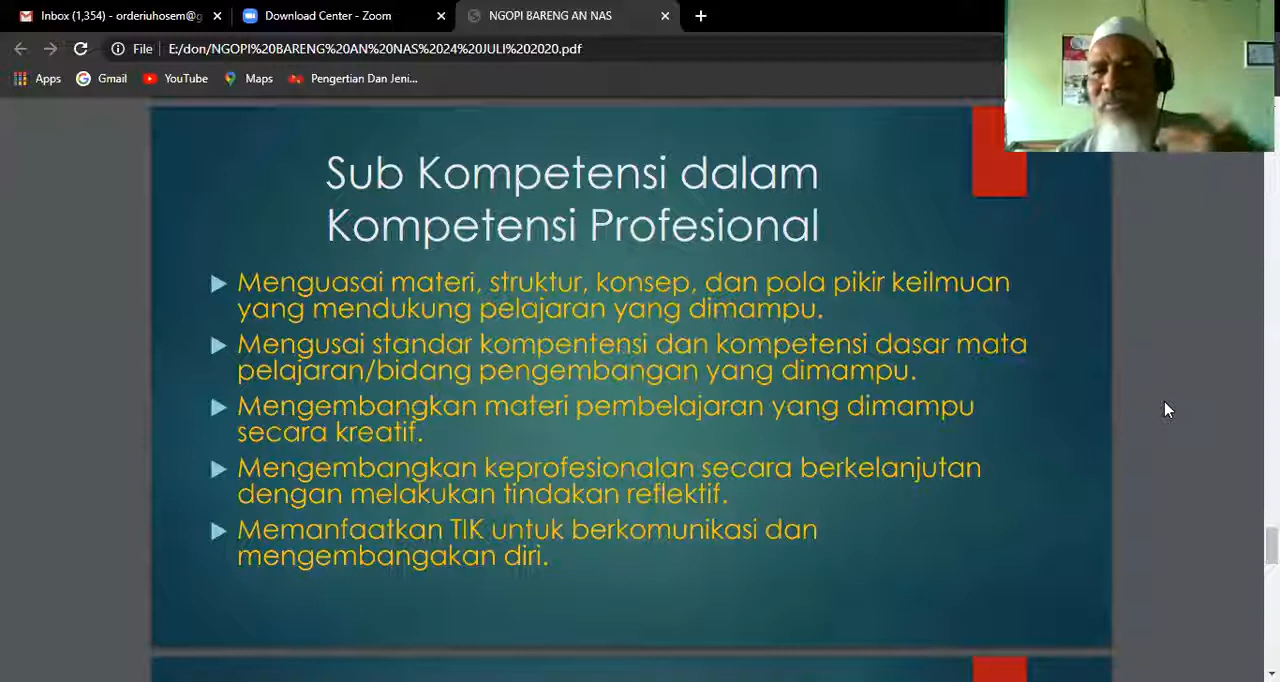 Inbox (1,354) - orderiuhosem@g
Download Center - Zoom
NGOPI BARENG AN NAS
File
E:/don/NGOPI%20BARENG%20AN%20NAS%2024%20JULI%202020.pdf
Apps
Gmail
YouTube
Maps
Pengertian Dan Jeni...
Sub Kompetensi dalam
Kompetensi Profesional
Menguasai materi, struktur, konsep, dan pola pikir keilmuan
yang mendukung pelajaran yang dimampu.
Mengusai standar kompentensi dan kompetensi dasar mata
pelajaran/bidang pengembangan yang dimampu.
Mengembangkan materi pembelajaran yang dimampu
secara kreatif.
Mengembangkan keprofesionalan secara berkelanjutan
dengan melakukan tindakan reflektif.
Memanfaatkan TIK untuk berkomunikasi dan
mengembangakan diri.